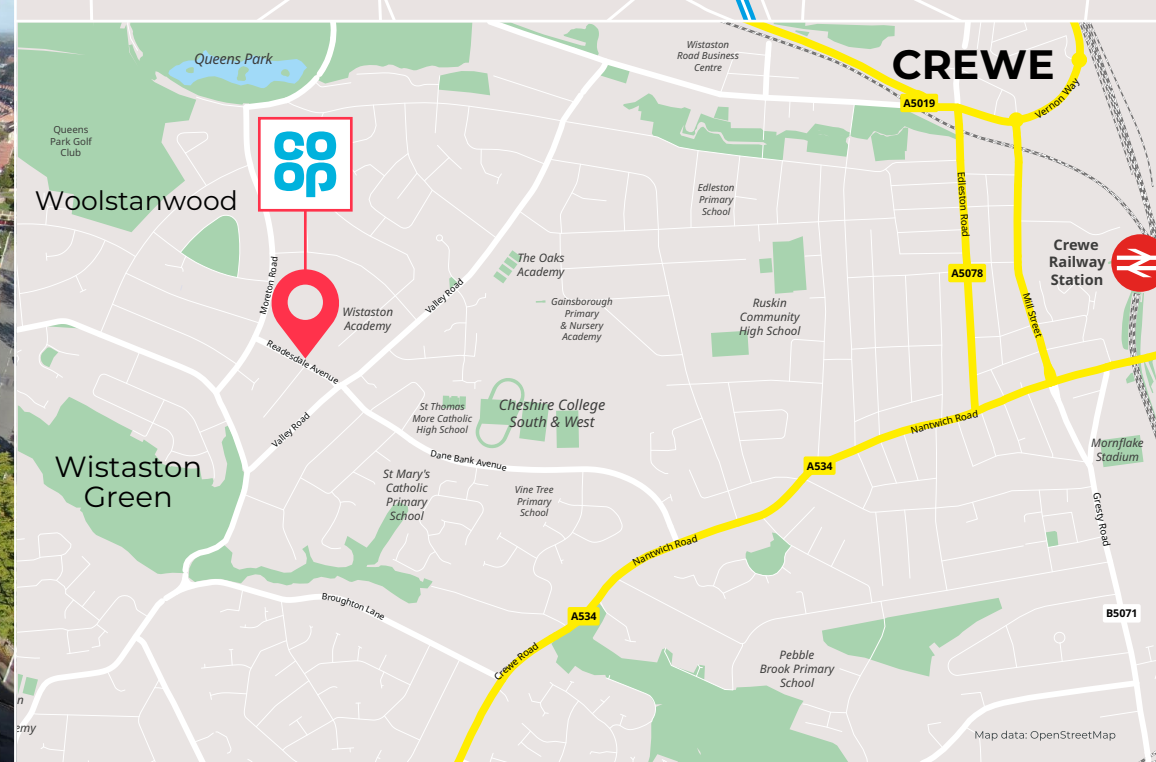 Queens Park
Wistaston
Road Business
Centre
CREWE
A5019
Vernon Way
Queens
Park Golf
Club
co
op
Woolstanwood
Edleston
Primary
School
Edleston Road
Crewe
Railway
Station
A5078
Mill Street
Moreton Road
The Oaks
Academy
Valley Road
Wistaston
Academy
Gainsborough
Primary
& Nursery
Academy
Ruskin
Community
High School
Readesdale Avenue
St Thomas
More Catholic
High School
Cheshire College
South & West
Valley Road
Nantwich Road
Mornflake
Stadium
Wistaston
Green
Dane Bank Avenue
A534
St Mary's
Catholic
Primary
School
Vine Tree
Primary
School
Gresty Road
Nantwich Road
Broughton Lane
A534
B5071
Crewe Road
Pebble
Brook Primary
School
n
emy
Map data: OpenStreetMap